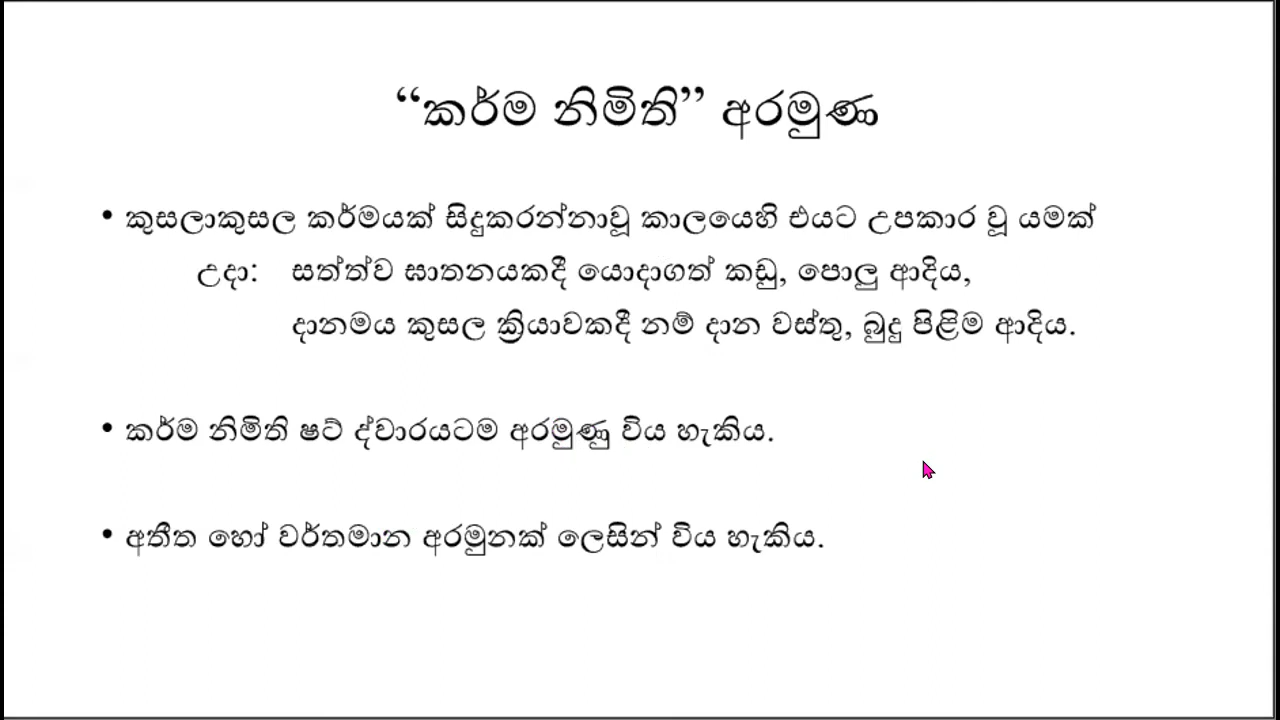 “කර්ම නිමිති” අරමුණ
• කුසලාකුසල කර්මයක් සිදුකරන්නාවූ කාලයෙහි එයට උපකාර වූ යමක්
උදා: සත්ත්ව ඝාතනයකදී යොදාගත් කඩු, පොලු ආදිය,
දානමය කුසල ක්‍රියාවකදී නම් දාන වස්තු, බුදු පිළිම ආදිය.
• කර්ම නිමිති ෂට් ද්වාරයටම අරමුණු විය හැකිය.
• අතීත හෝ වර්තමාන අරමුනක් ලෙසින් විය හැකිය.